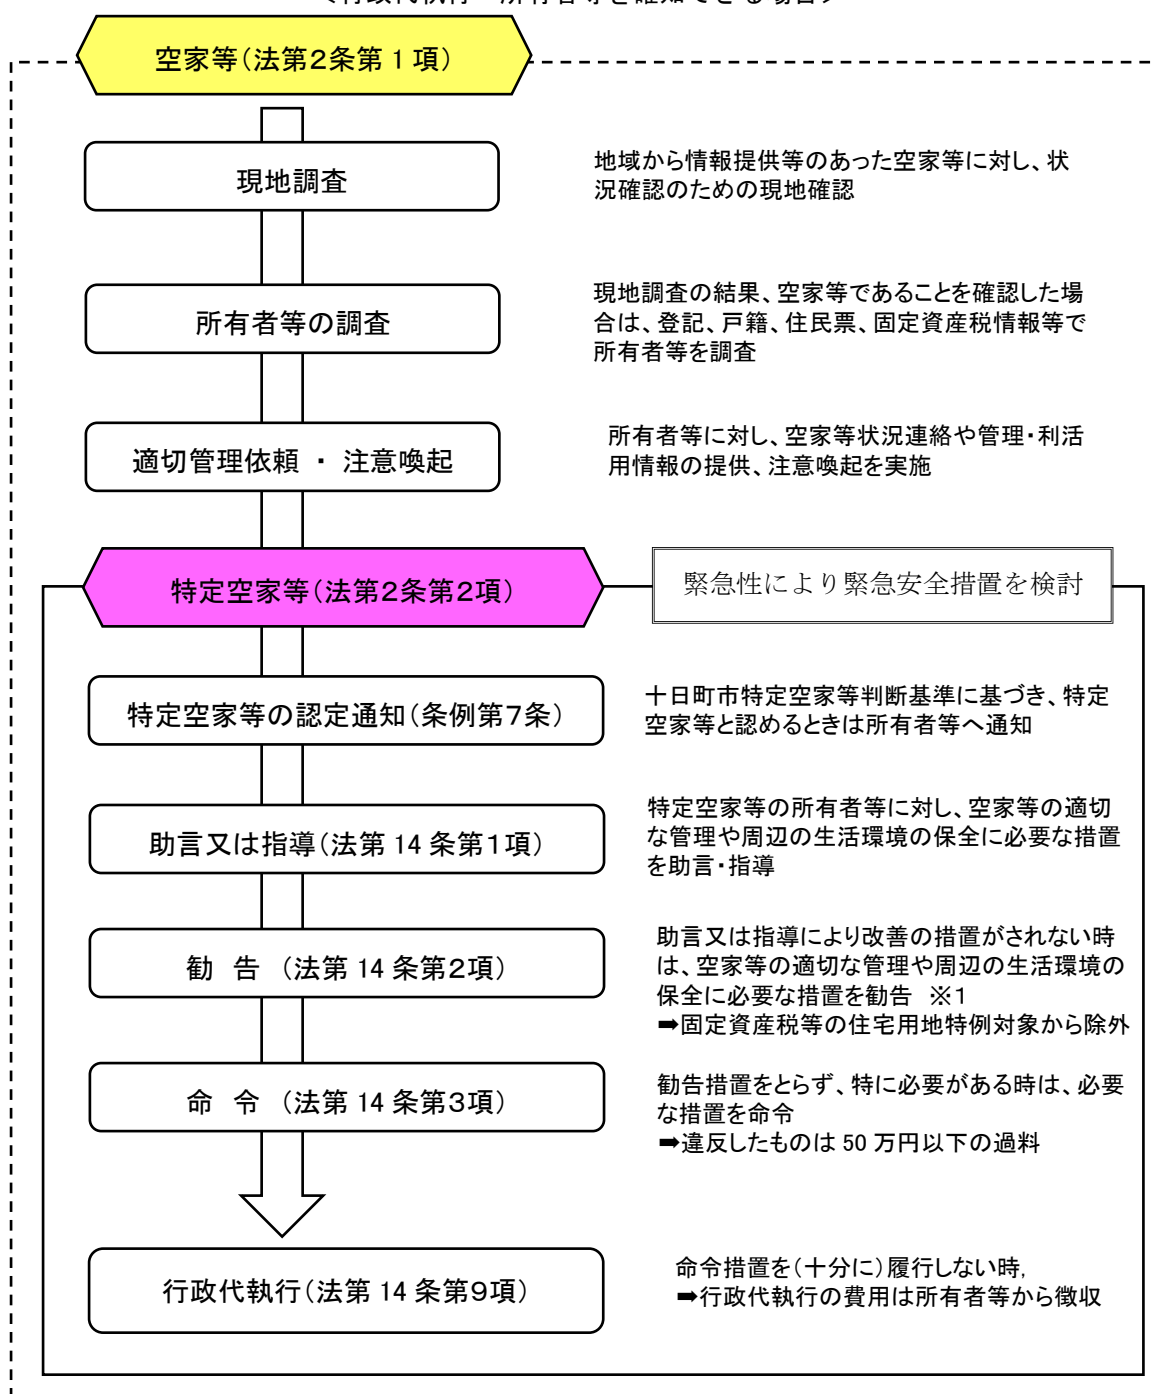 空家等(法第2条第1項)
現地調査
地域から情報提供等のあった空家等に対し、状
況確認のための現地確認
所有者等の調査
現地調査の結果、空家等であることを確認した場
合は、登記、戸籍、住民票、固定資産税情報等で
所有者等を調査
適切管理依頼 ・ 注意喚起
所有者等に対し、空家等状況連絡や管理・利活
用情報の提供、注意喚起を実施
特定空家等(法第2条第2項)
緊急性により緊急安全措置を検討
特定空家等の認定通知(条例第7条)
十日町市特定空家等判断基準に基づき、特定
空家等と認めるときは所有者等へ通知
助言又は指導(法第 14 条第1項)
特定空家等の所有者等に対し、空家等の適切
な管理や周辺の生活環境の保全に必要な措置
を助言・指導
勧 告 (法第 14 条第2項)
助言又は指導により改善の措置がされない時
は、空家等の適切な管理や周辺の生活環境の
保全に必要な措置を勧告 ※1
➡固定資産税等の住宅用地特例対象から除外
命 令 (法第 14 条第3項)
勧告措置をとらず、特に必要がある時は、必要
な措置を命令
➡違反したものは 50 万円以下の過料
行政代執行(法第 14 条第9項)
命令措置を(十分に)履行しない時,
➡行政代執行の費用は所有者等から徴収